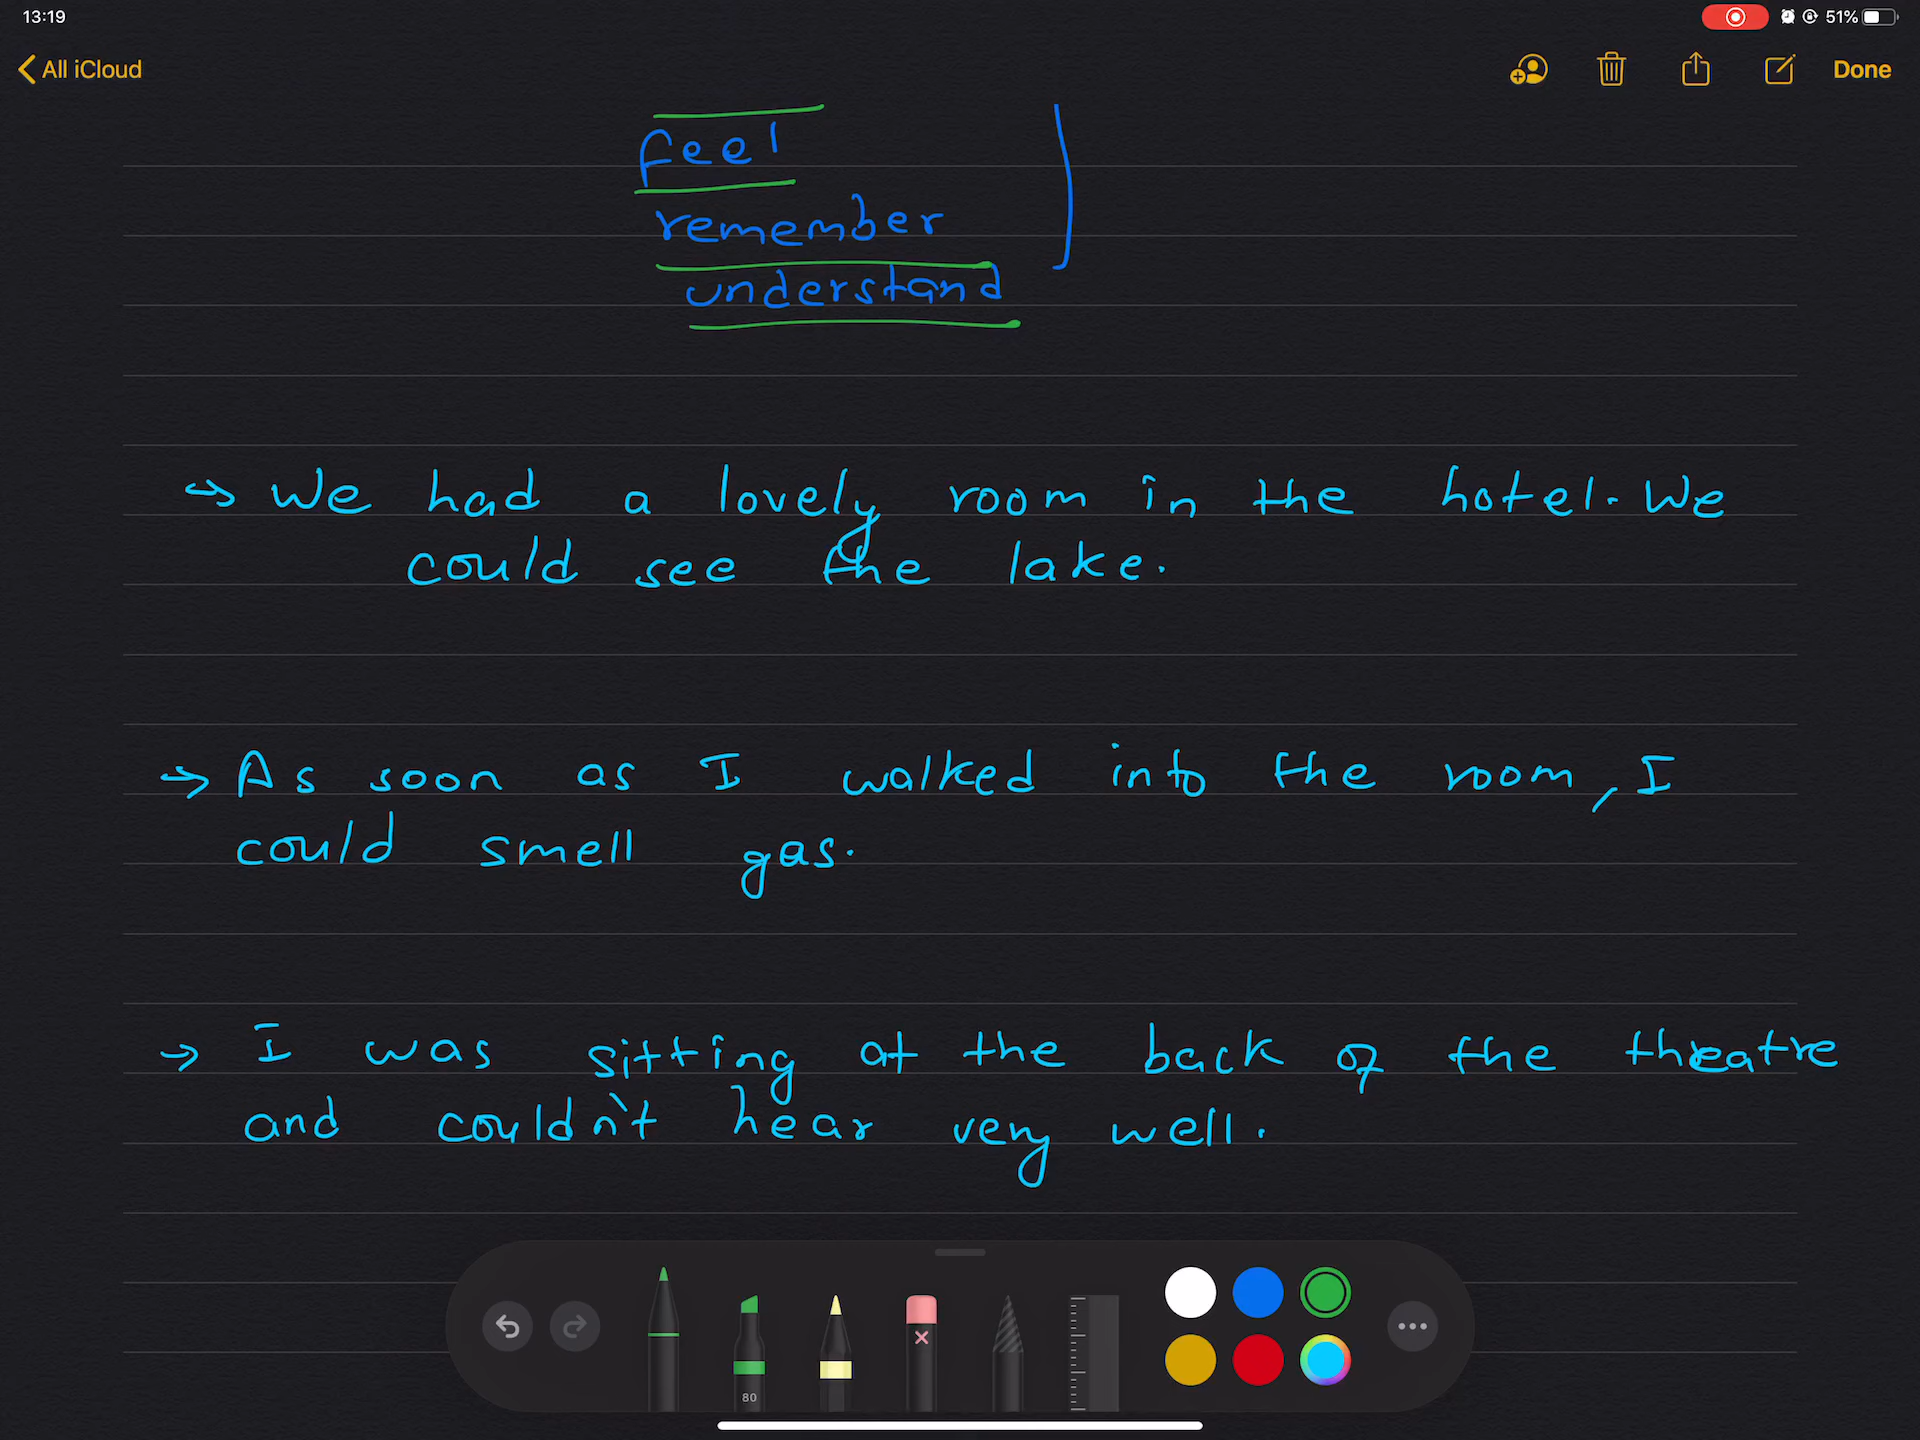 13:19
51%
All iCloud
Done
feel
remember
understand
→ We had a lovely room in the hotel. We
could see the lake.
→ As soon as I walked into the room, I
could smell gas.
→ I was sitting at the back of the theatre
and couldn't hear very well.
80